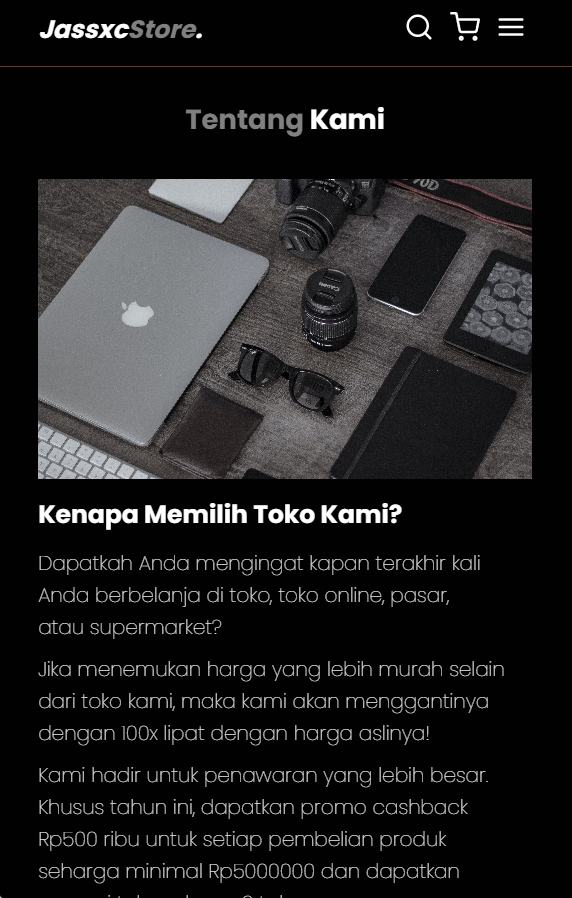 JassxcStore.
Tentang Kami
70D
Kenapa Memilih Toko Kami?
Dapatkah Anda mengingat kapan terakhir kali
Anda berbelanja di toko, toko online, pasar,
atau supermarket?
Jika menemukan harga yang lebih murah selain
dari toko kami, maka kami akan menggantinya
dengan 100x lipat dengan harga aslinya!
Kami hadir untuk penawaran yang lebih besar.
Khusus tahun ini, dapatkan promo cashback
Rp500 ribu untuk setiap pembelian produk
seharga minimal Rp5000000 dan dapatkan